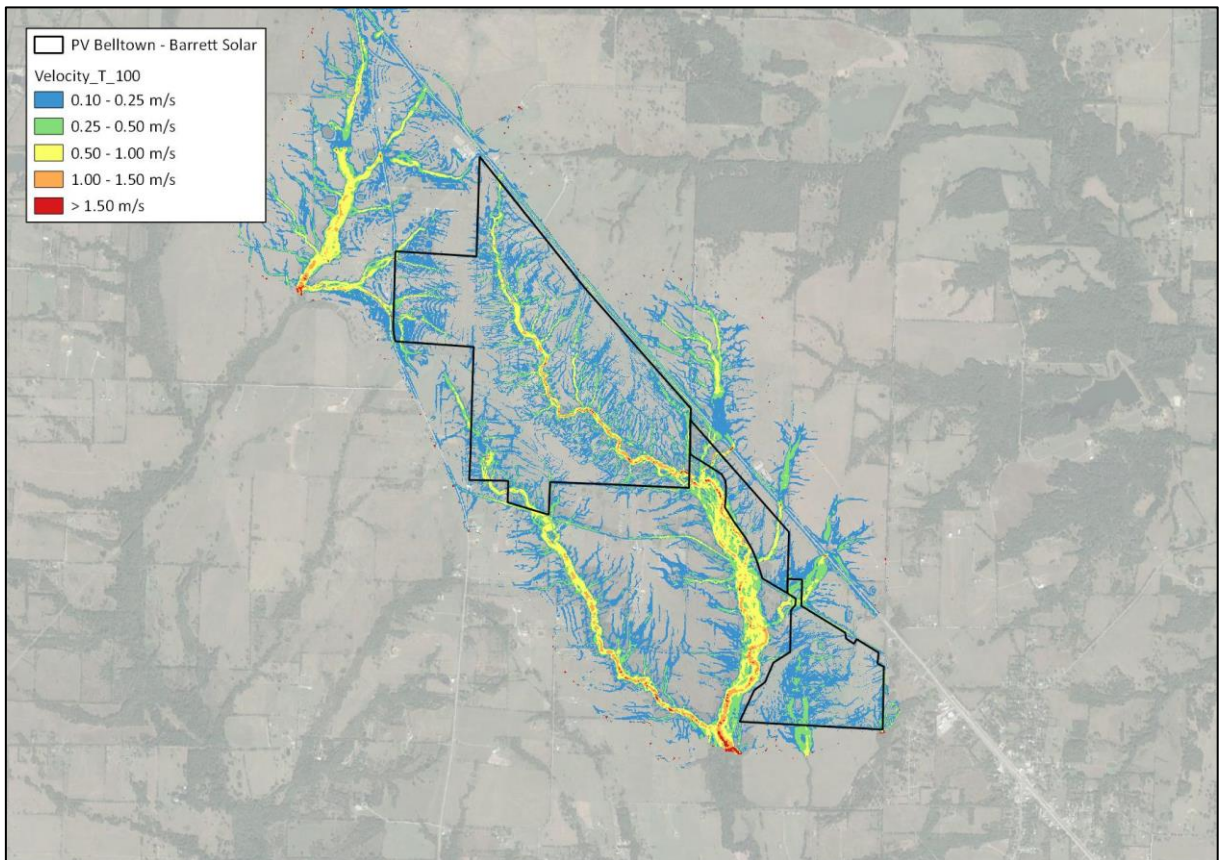 PV Belltown - Barrett Solar
Velocity_T_100
0.10 - 0.25 m/s
0.25 - 0.50 m/s
0.50 - 1.00 m/s
1.00 - 1.50 m/s
> 1.50 m/s